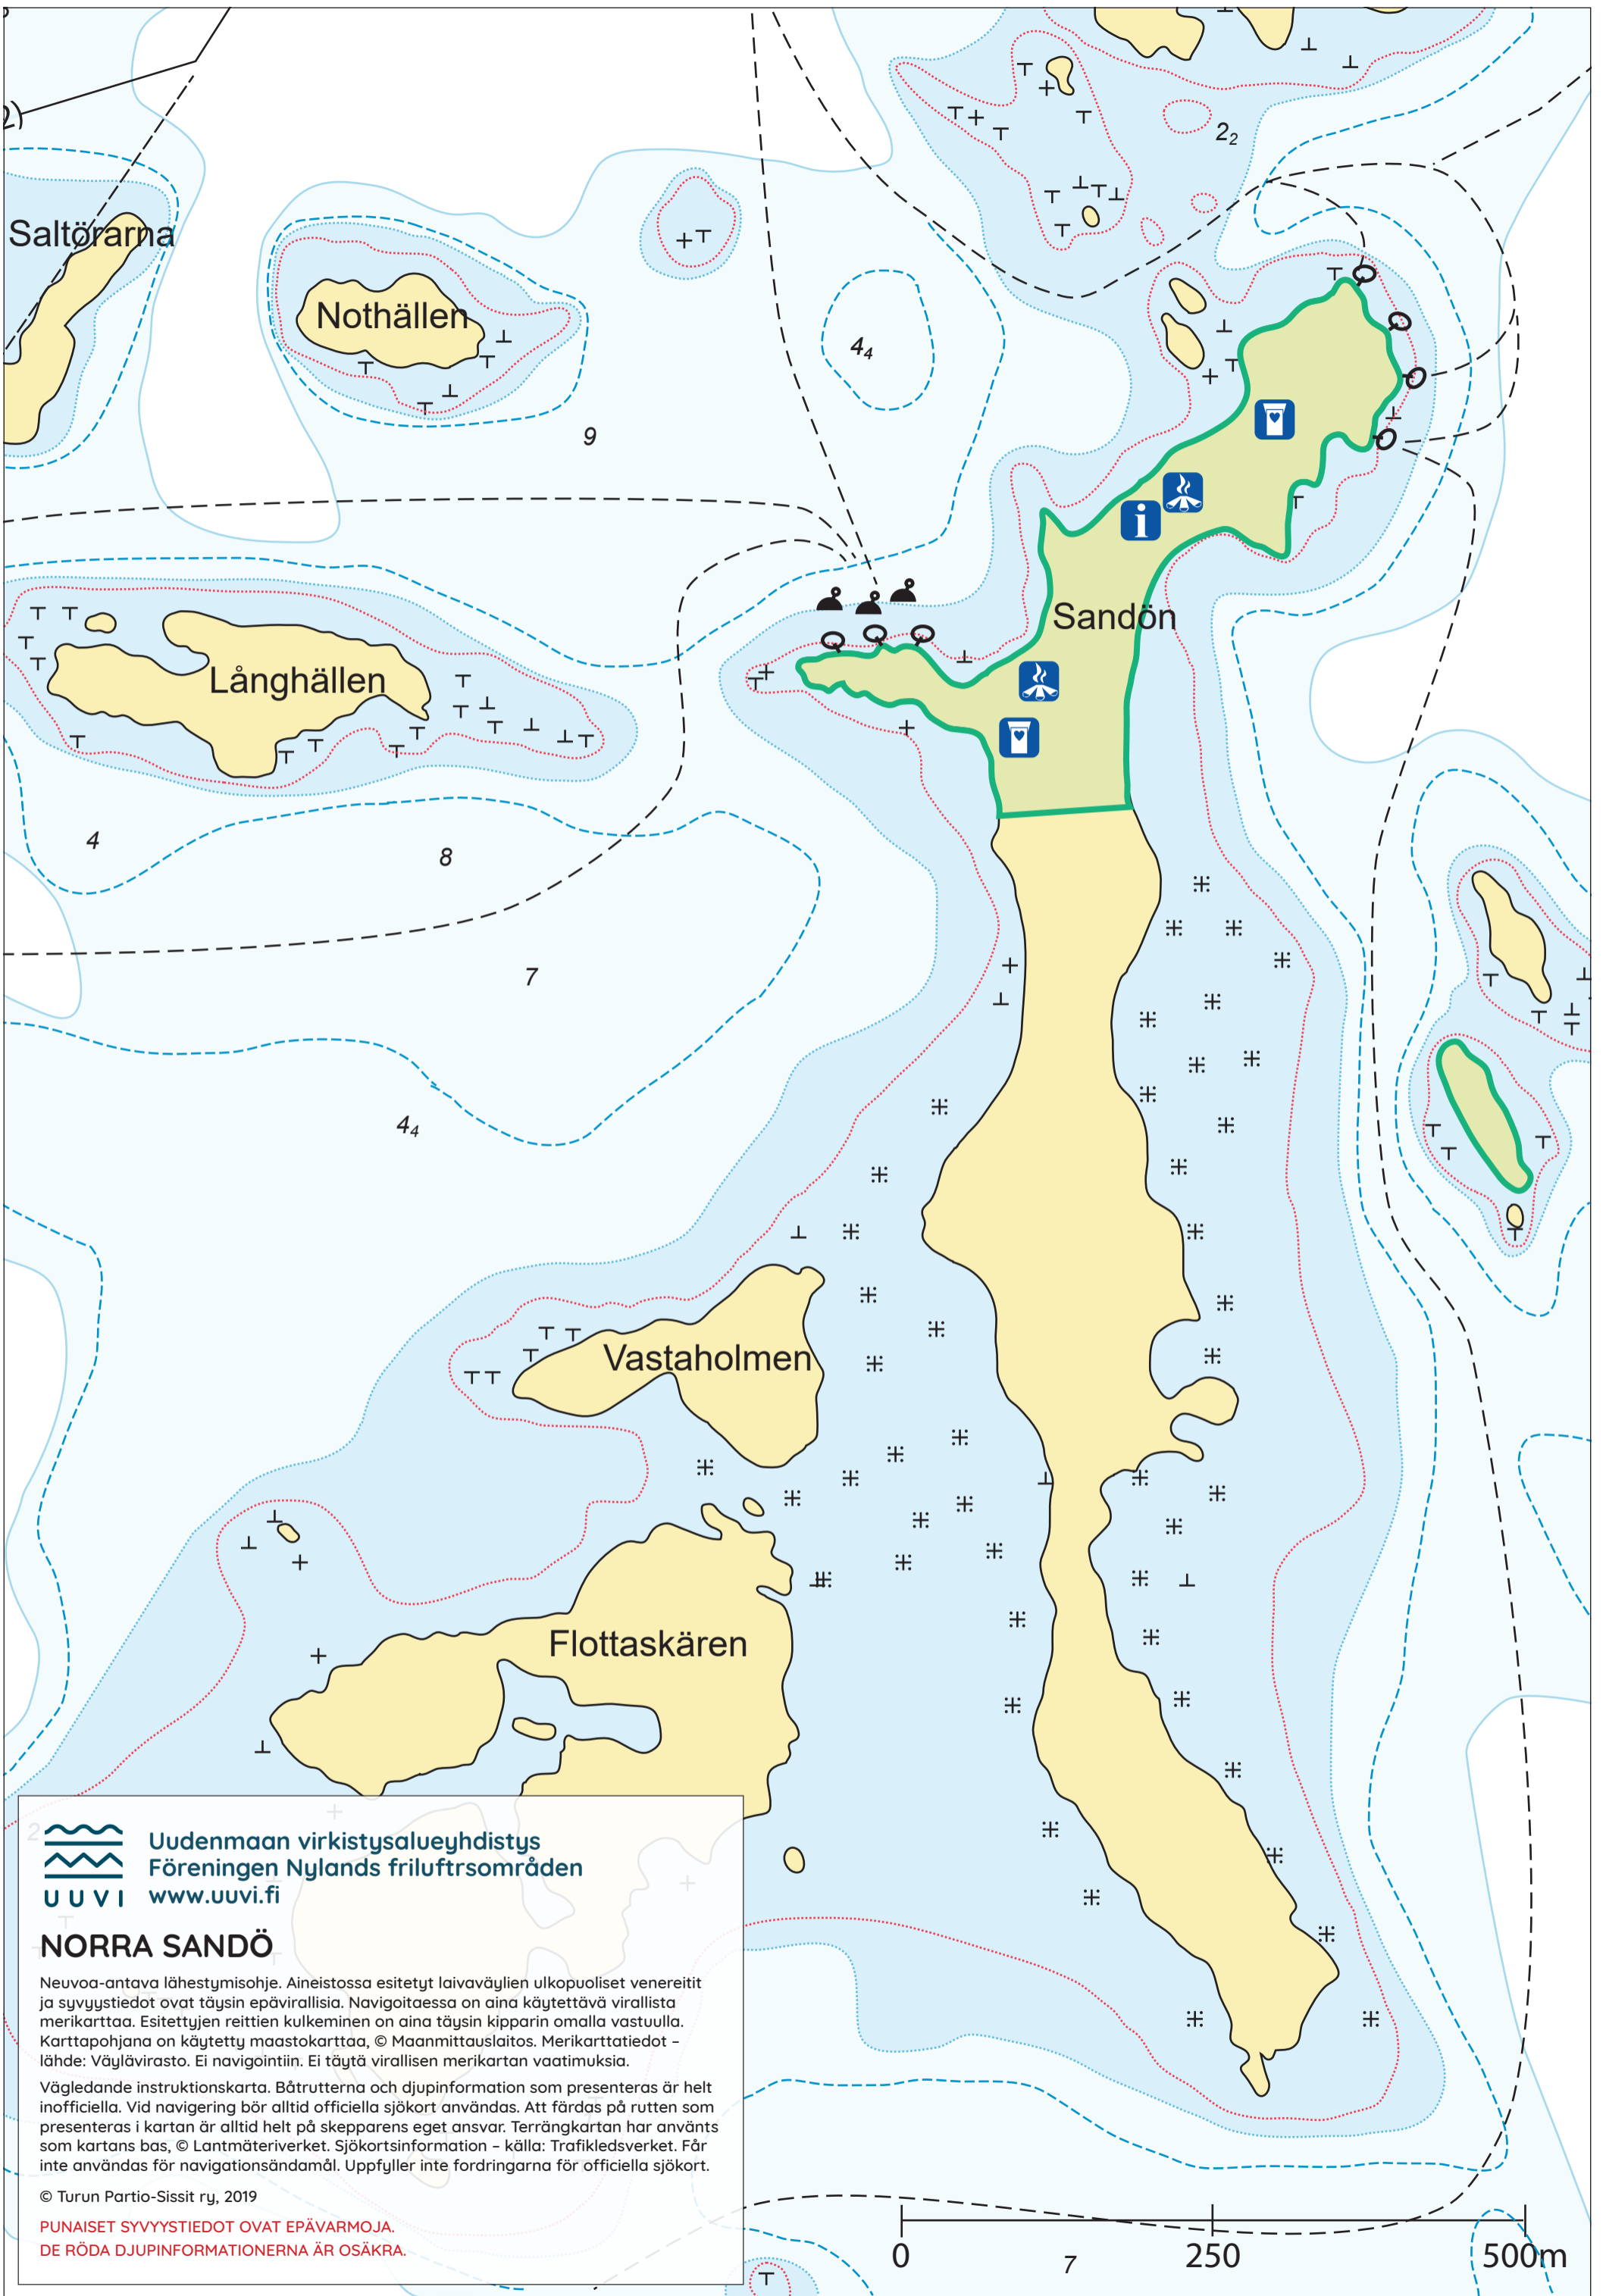 2)
2₂
Saltörarna
Nothällen
4₄
9
Sandön
Långhällen
4
8
7
4₄
Vastaholmen
Flottaskären
2
UUVI
Uudenmaan virkistysalueyhdistys
Föreningen Nylands friluftrsområden
www.uuvi.fi
NORRA SANDÖ
Neuvoa-antava lähestymisohje. Aineistossa esitetyt laivaväylien ulkopuoliset venereitit
ja syvyystiedot ovat täysin epävirallisia. Navigoitaessa on aina käytettävä virallista
merikarttaa. Esitettyjen reittien kulkeminen on aina täysin kipparin omalla vastuulla.
Karttapohjana on käytetty maastokarttaa, © Maanmittauslaitos. Merikarttatiedot –
lähde: Väylävirasto. Ei navigointiin. Ei täytä virallisen merikartan vaatimuksia.
Vägledande instruktionskarta. Båtrutterna och djupinformation som presenteras är helt
inofficiella. Vid navigering bör alltid officiella sjökort användas. Att färdas på rutten som
presenteras i kartan är alltid helt på skepparens eget ansvar. Terrängkartan har använts
som kartans bas, © Lantmäteriverket. Sjökortsinformation – källa: Trafikledsverket. Får
inte användas för navigationsändamål. Uppfyller inte fordringarna för officiella sjökort.
© Turun Partio-Sissit ry, 2019
PUNAISET SYVYYSTIEDOT OVAT EPÄVARMOJA.
DE RÖDA DJUPINFORMATIONERNA ÄR OSÄKRA.
0 250 500m
7